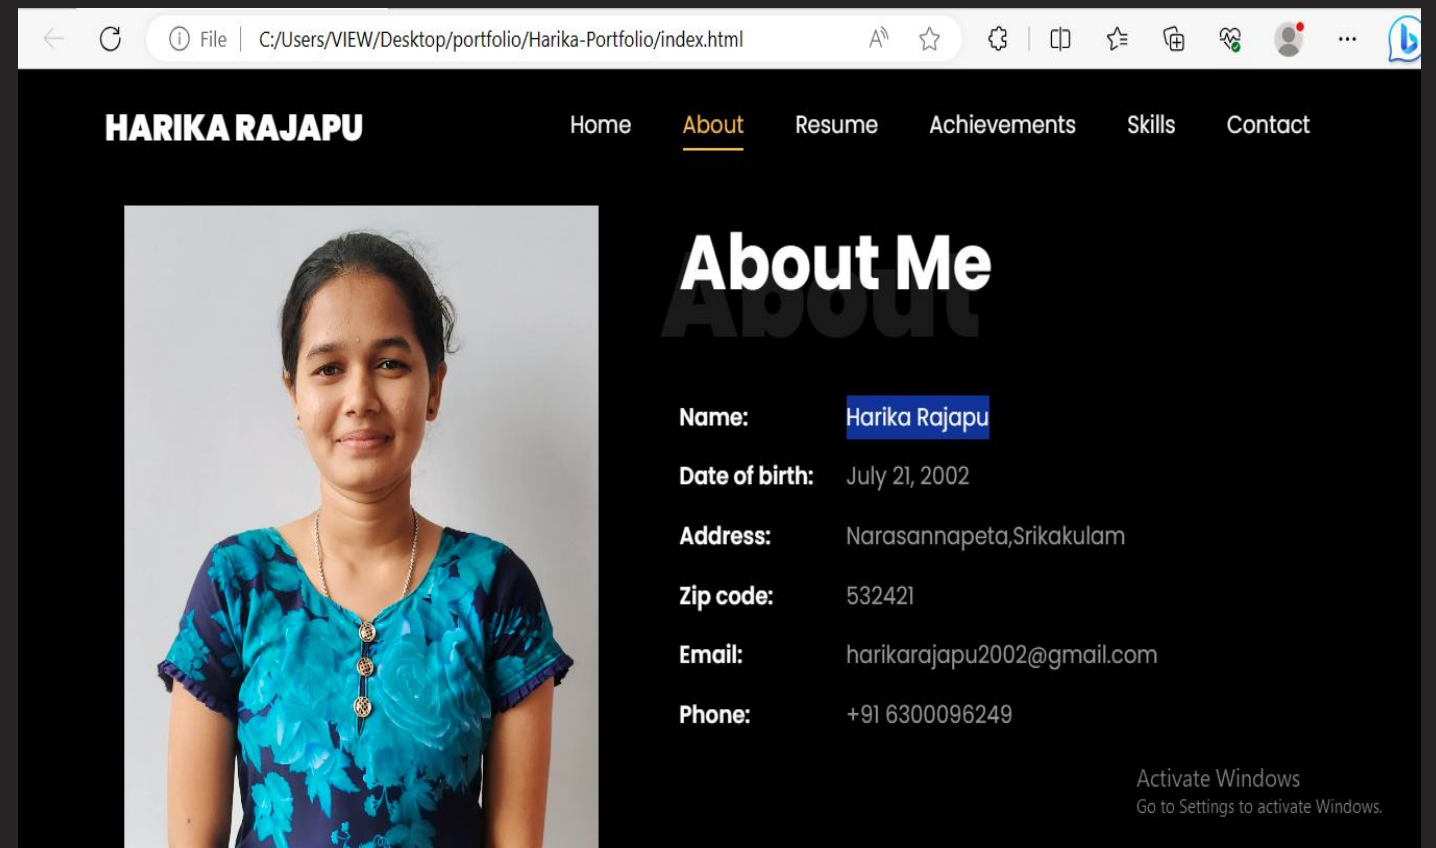 File C:/Users/VIEW/Desktop/portfolio/Harika-Portfolio/index.html
HARIKA RAJAPU Home About Resume Achievements Skills Contact
About Me
About
Name: Harika Rajapu
Date of birth: July 21, 2002
Address: Narasannapeta,Srikakulam
Zip code: 532421
Email: harikarajapu2002@gmail.com
Phone: +91 6300096249
Activate Windows
Go to Settings to activate Windows.